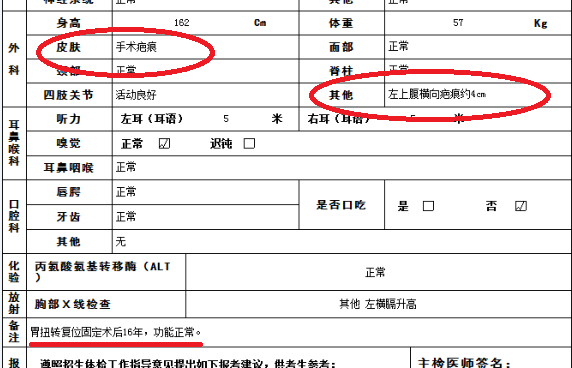 神经系统 正常 其他 正常
身高 162 Cm 体重 57 Kg
外科 皮肤 手术疤痕 面部 正常
颈部 正常 脊柱 正常
四肢关节 活动良好 其他 左上腹横向疤痕约4cm
耳鼻喉科 听力 左耳（耳语） 5 米 右耳（耳语） 5 米
嗅觉 正常 ☑ 迟钝 □
耳鼻咽喉 正常
口腔科 唇腭 正常 是否口吃 是 □ 否 ☑
牙齿 正常
其他 无
化验 丙氨酸氨基转移酶（ALT） 正常
放射 胸部X线检查 其他 左横膈升高
备注 胃扭转复位固定术后16年，功能正常。
报 遵照招生体检工作指导意见提出如下报考建议，供考生参考： 主检医师签名：